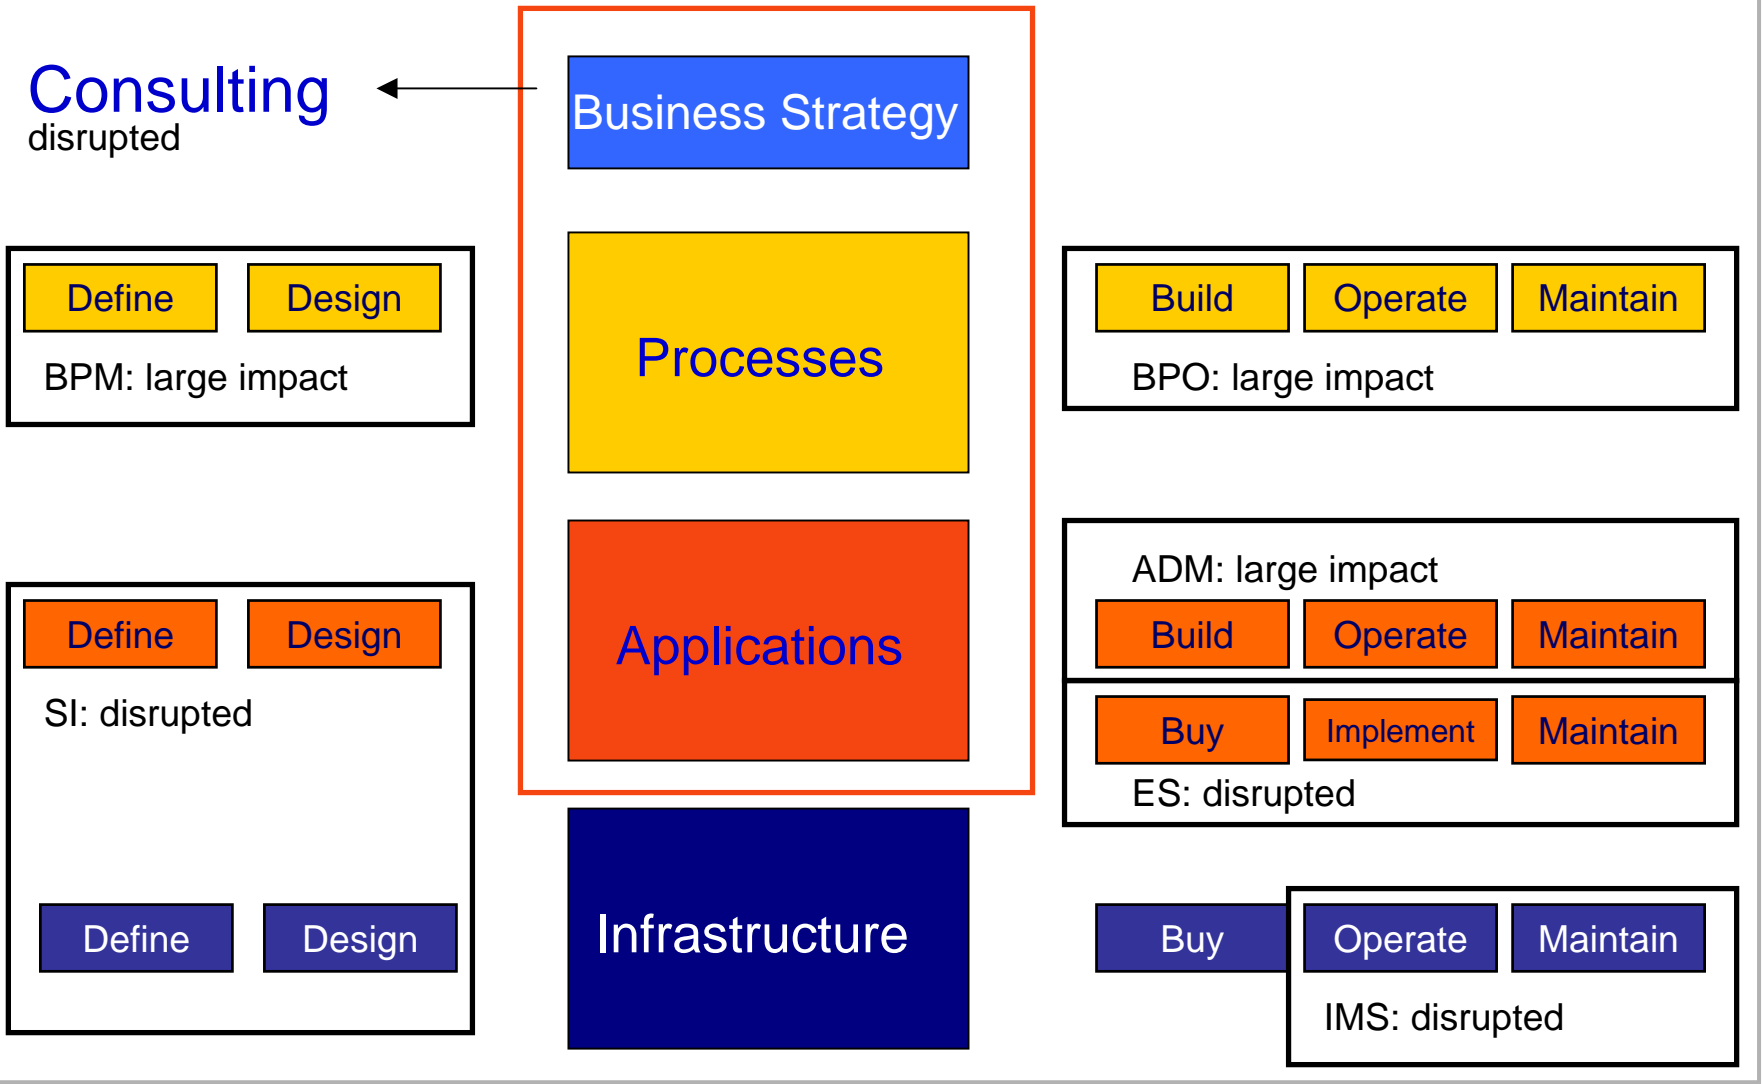 Consulting
disrupted
Business Strategy
Define Design
BPM: large impact
Processes
Build Operate Maintain
BPO: large impact
Define Design
SI: disrupted
Applications
ADM: large impact
Build Operate Maintain
Buy Implement Maintain
ES: disrupted
Define Design
Infrastructure
Buy Operate Maintain
IMS: disrupted